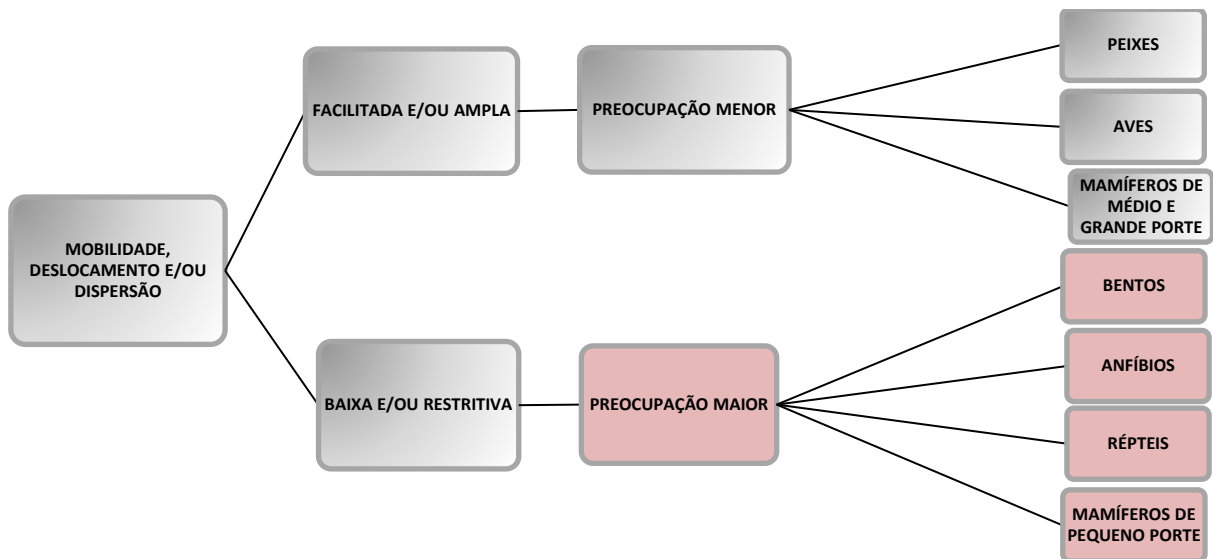 MOBILIDADE,
DESLOCAMENTO E/OU
DISPERSÃO
FACILITADA E/OU AMPLA
PREOCUPAÇÃO MENOR
PEIXES
AVES
MAMÍFEROS DE
MÉDIO E
GRANDE PORTE
BAIXA E/OU RESTRITIVA
PREOCUPAÇÃO MAIOR
BENTOS
ANFÍBIOS
RÉPTEIS
MAMÍFEROS DE
PEQUENO PORTE